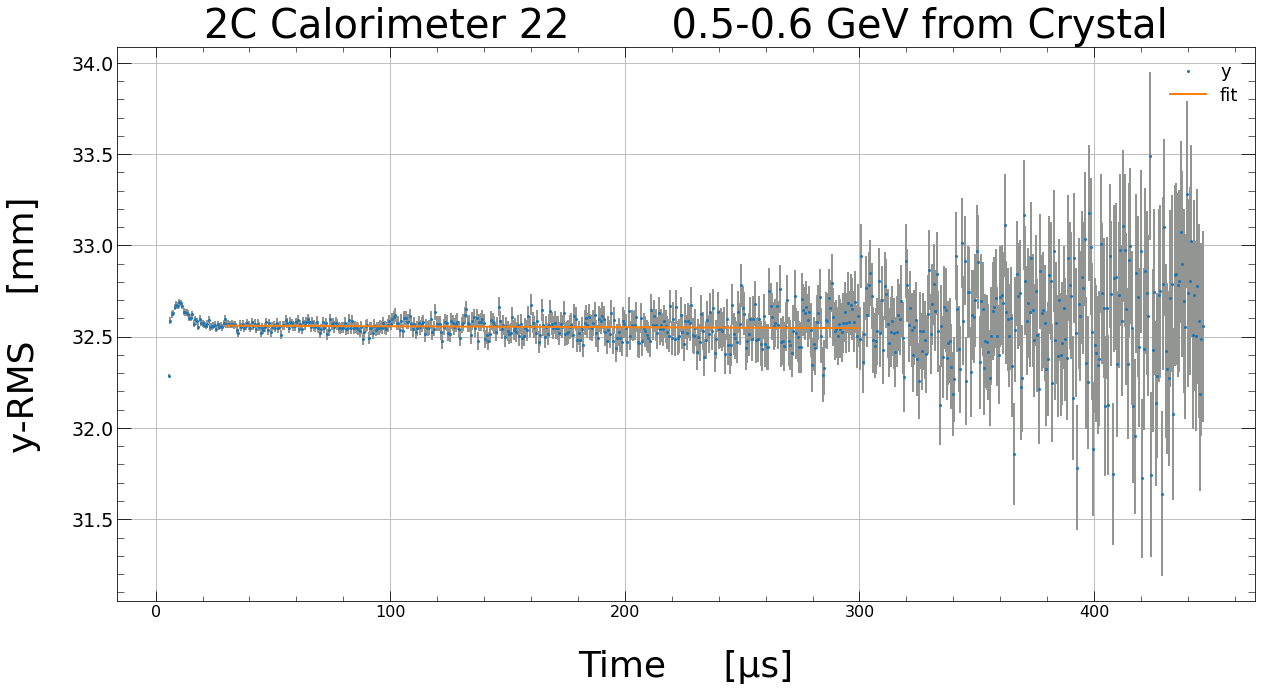 2C Calorimeter 22 0.5-0.6 GeV from Crystal
y
fit
y-RMS [mm]
34.0
33.5
33.0
32.5
32.0
31.5
0 100 200 300 400
Time [μs]